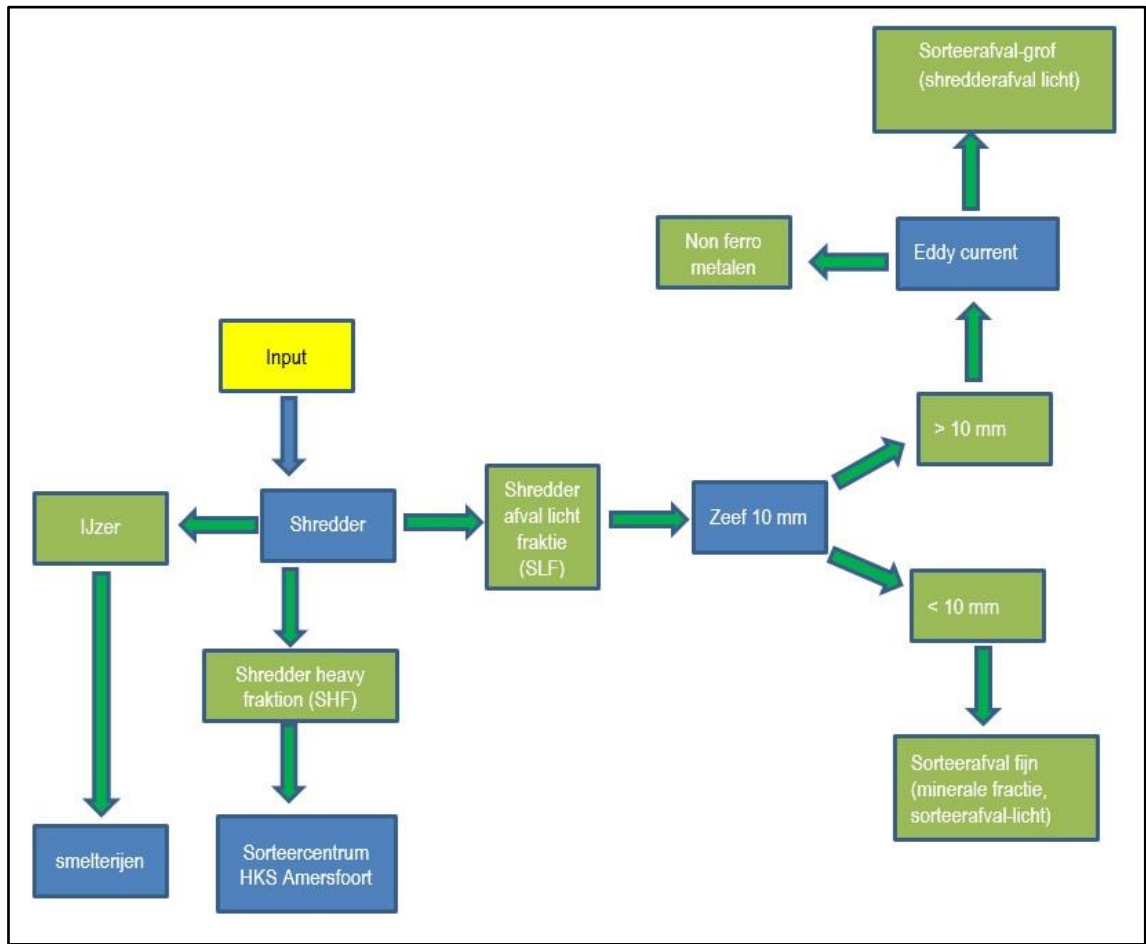 Sorteerafval-grof
(shredderafval licht)
Non ferro
metalen
Eddy current
Input
> 10 mm
IJzer
Shredder
Shredder
afval licht
fraktie
(SLF)
Zeef 10 mm
< 10 mm
Shredder heavy
fraktion (SHF)
Sorteerafval fijn
(minerale fractie,
sorteerafval-licht)
smelterijen
Sorteercentrum
HKS Amersfoort